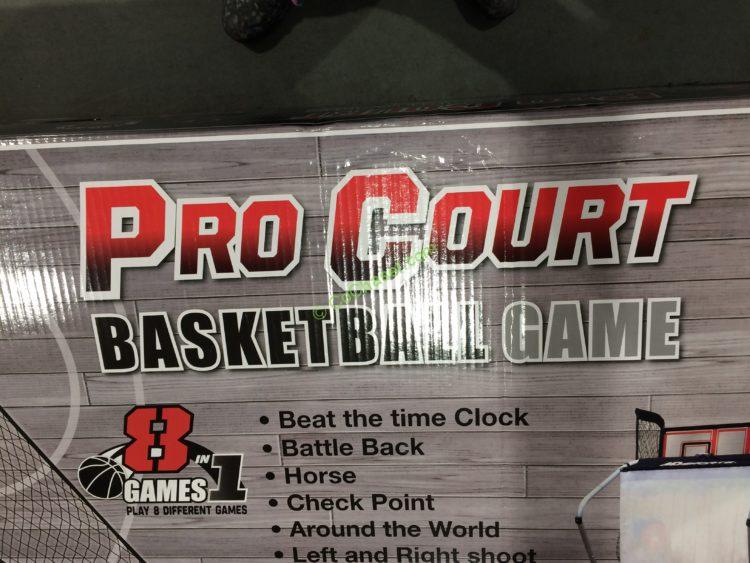 PRO COURT
BASKETBALL GAME
8 IN 1
GAMES
PLAY 8 DIFFERENT GAMES
• Beat the time Clock
• Battle Back
• Horse
• Check Point
• Around the World
• Left and Right shoot